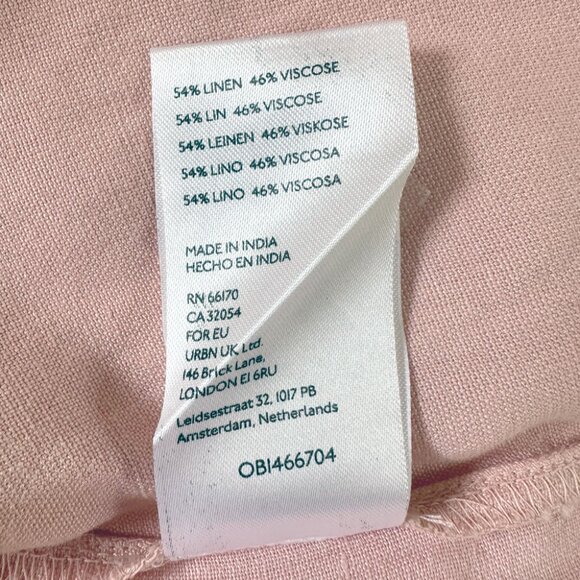 54% LINEN 46% VISCOSE
54% LIN 46% VISCOSE
54% LEINEN 46% VISKOSE
54% LINO 46% VISCOSA
54% LINO 46% VISCOSA
MADE IN INDIA
HECHO EN INDIA
RN 66170
CA 32054
FOR EU
URBN UK Ltd.
146 Brick Lane,
LONDON E1 6RU
Leidsestraat 32, 1017 PB
Amsterdam, Netherlands
OB1466704